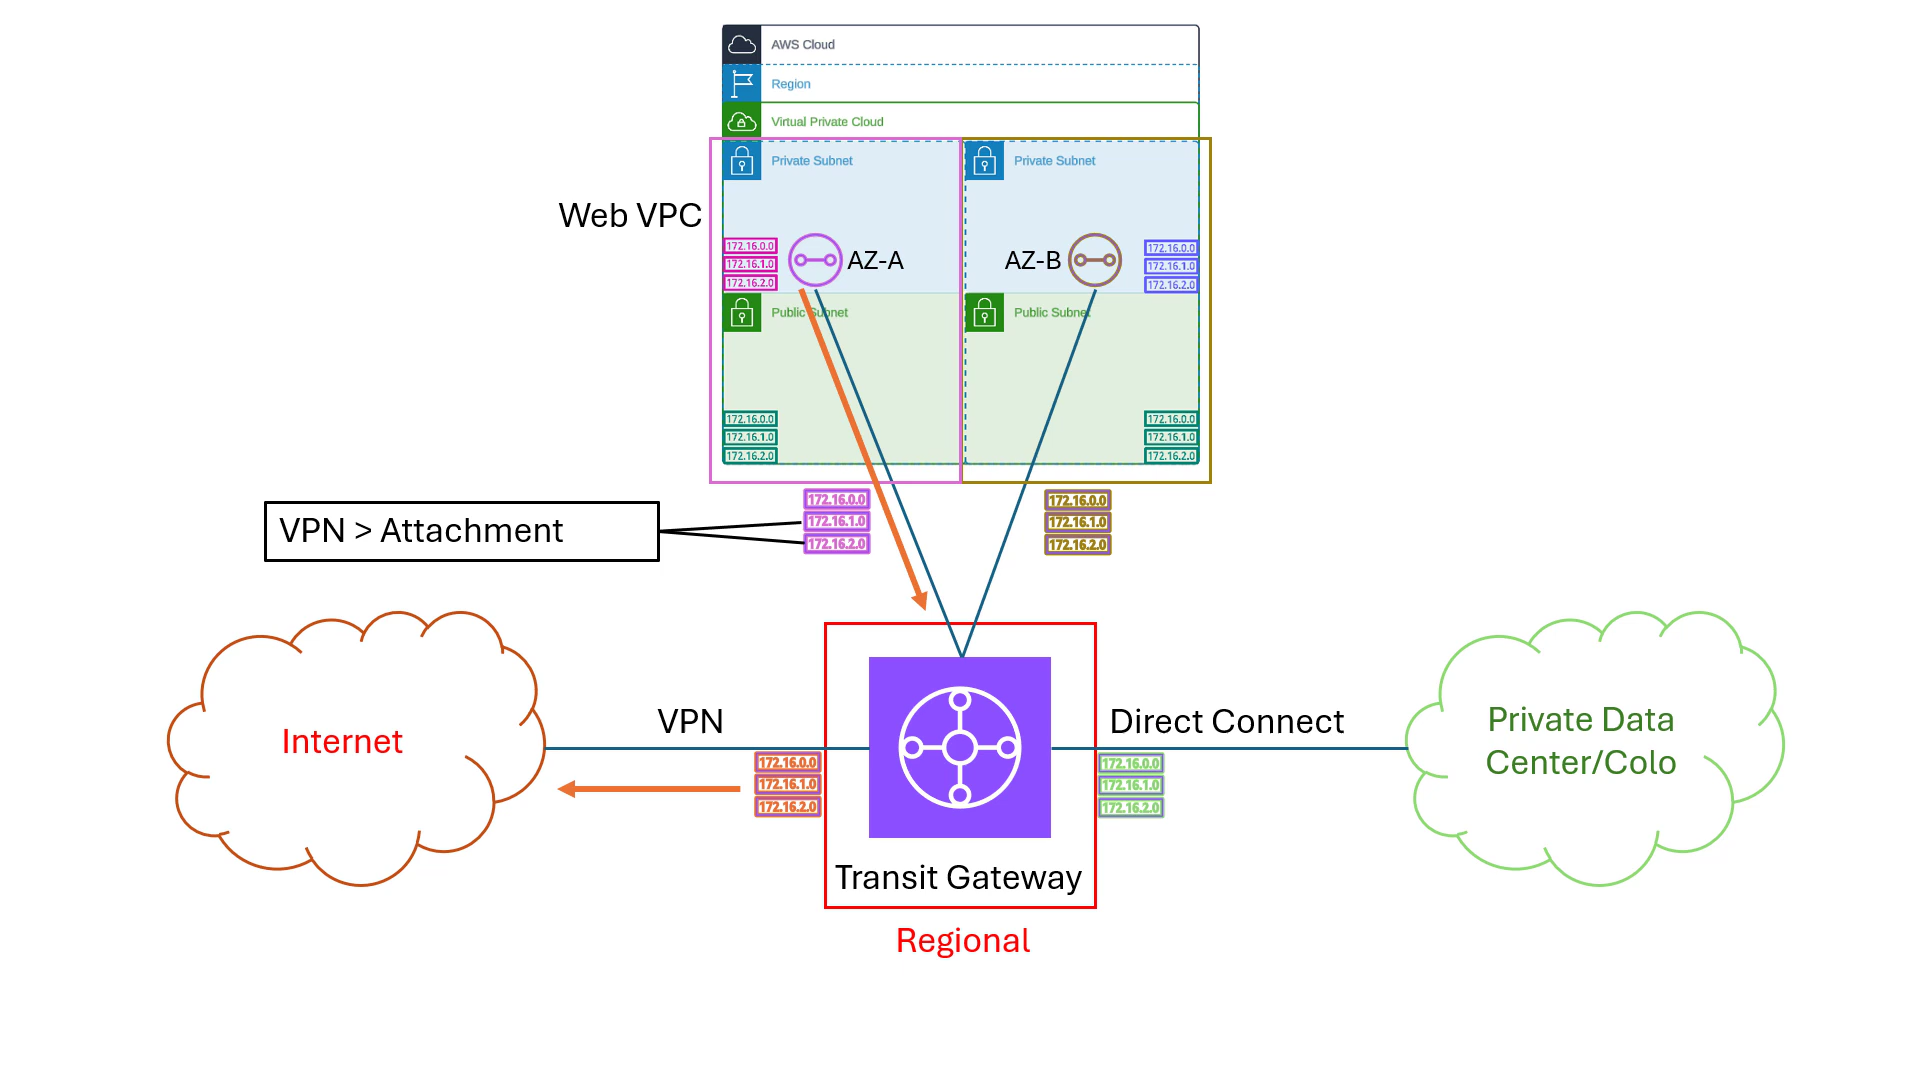 AWS Cloud
Region
Virtual Private Cloud
Private Subnet
Private Subnet
Web VPC
172.16.0.0
172.16.1.0
172.16.2.0
AZ-A
AZ-B
172.16.0.0
172.16.1.0
172.16.2.0
Public Subnet
Public Subnet
172.16.0.0
172.16.1.0
172.16.2.0
172.16.0.0
172.16.1.0
172.16.2.0
VPN > Attachment
172.16.0.0
172.16.1.0
172.16.2.0
172.16.0.0
172.16.1.0
172.16.2.0
Internet
VPN
172.16.0.0
172.16.1.0
172.16.2.0
Direct Connect
172.16.0.0
172.16.1.0
172.16.2.0
Private Data
Center/Colo
Transit Gateway
Regional